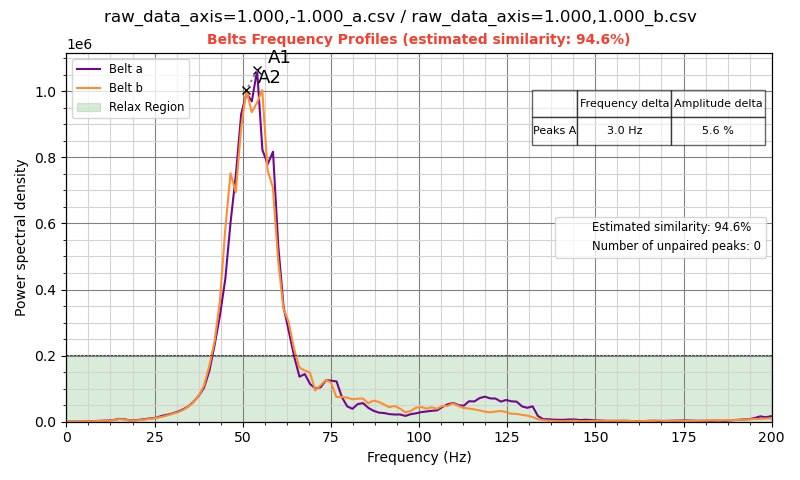 raw_data_axis=1.000,-1.000_a.csv / raw_data_axis=1.000,1.000_b.csv
Belts Frequency Profiles (estimated similarity: 94.6%)
1e6
A1
A2
Belt a
Belt b
Relax Region
Frequency delta Amplitude delta
Peaks A 3.0 Hz 5.6 %
Estimated similarity: 94.6%
Number of unpaired peaks: 0
Power spectral density
1.0
0.8
0.6
0.4
0.2
0.0
0 25 50 75 100 125 150 175 200
Frequency (Hz)